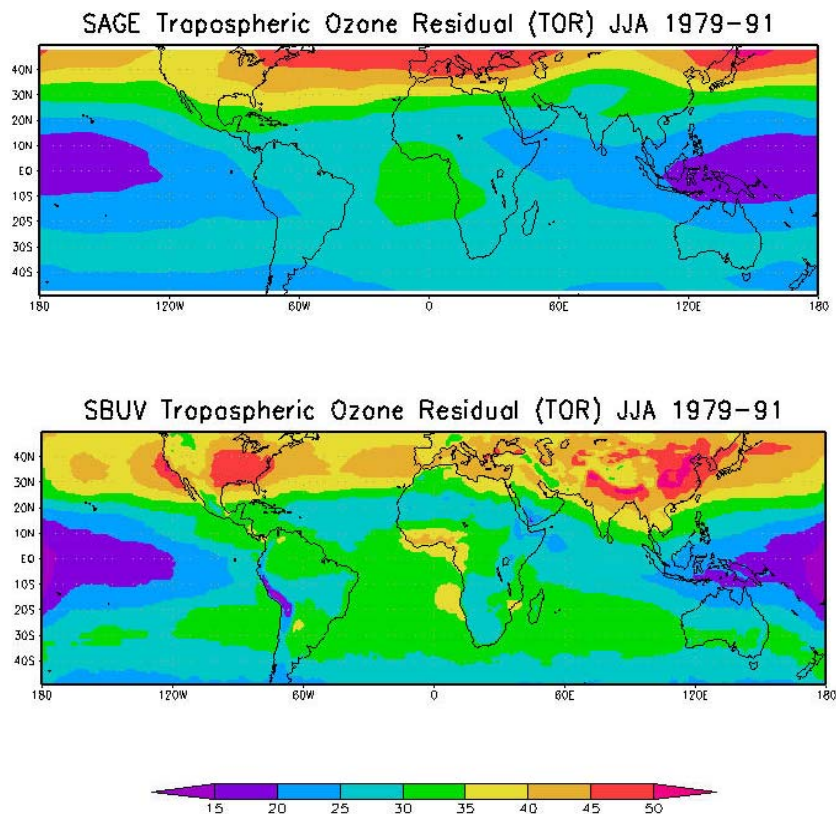 SAGE Tropospheric Ozone Residual (TOR) JJA 1979-91
40N
30N
20N
10N
EQ
10S
20S
30S
40S
180 120W 60W 0 60E 120E 180
SBUV Tropospheric Ozone Residual (TOR) JJA 1979-91
40N
30N
20N
10N
EQ
10S
20S
30S
40S
180 120W 60W 0 60E 120E 180
15 20 25 30 35 40 45 50